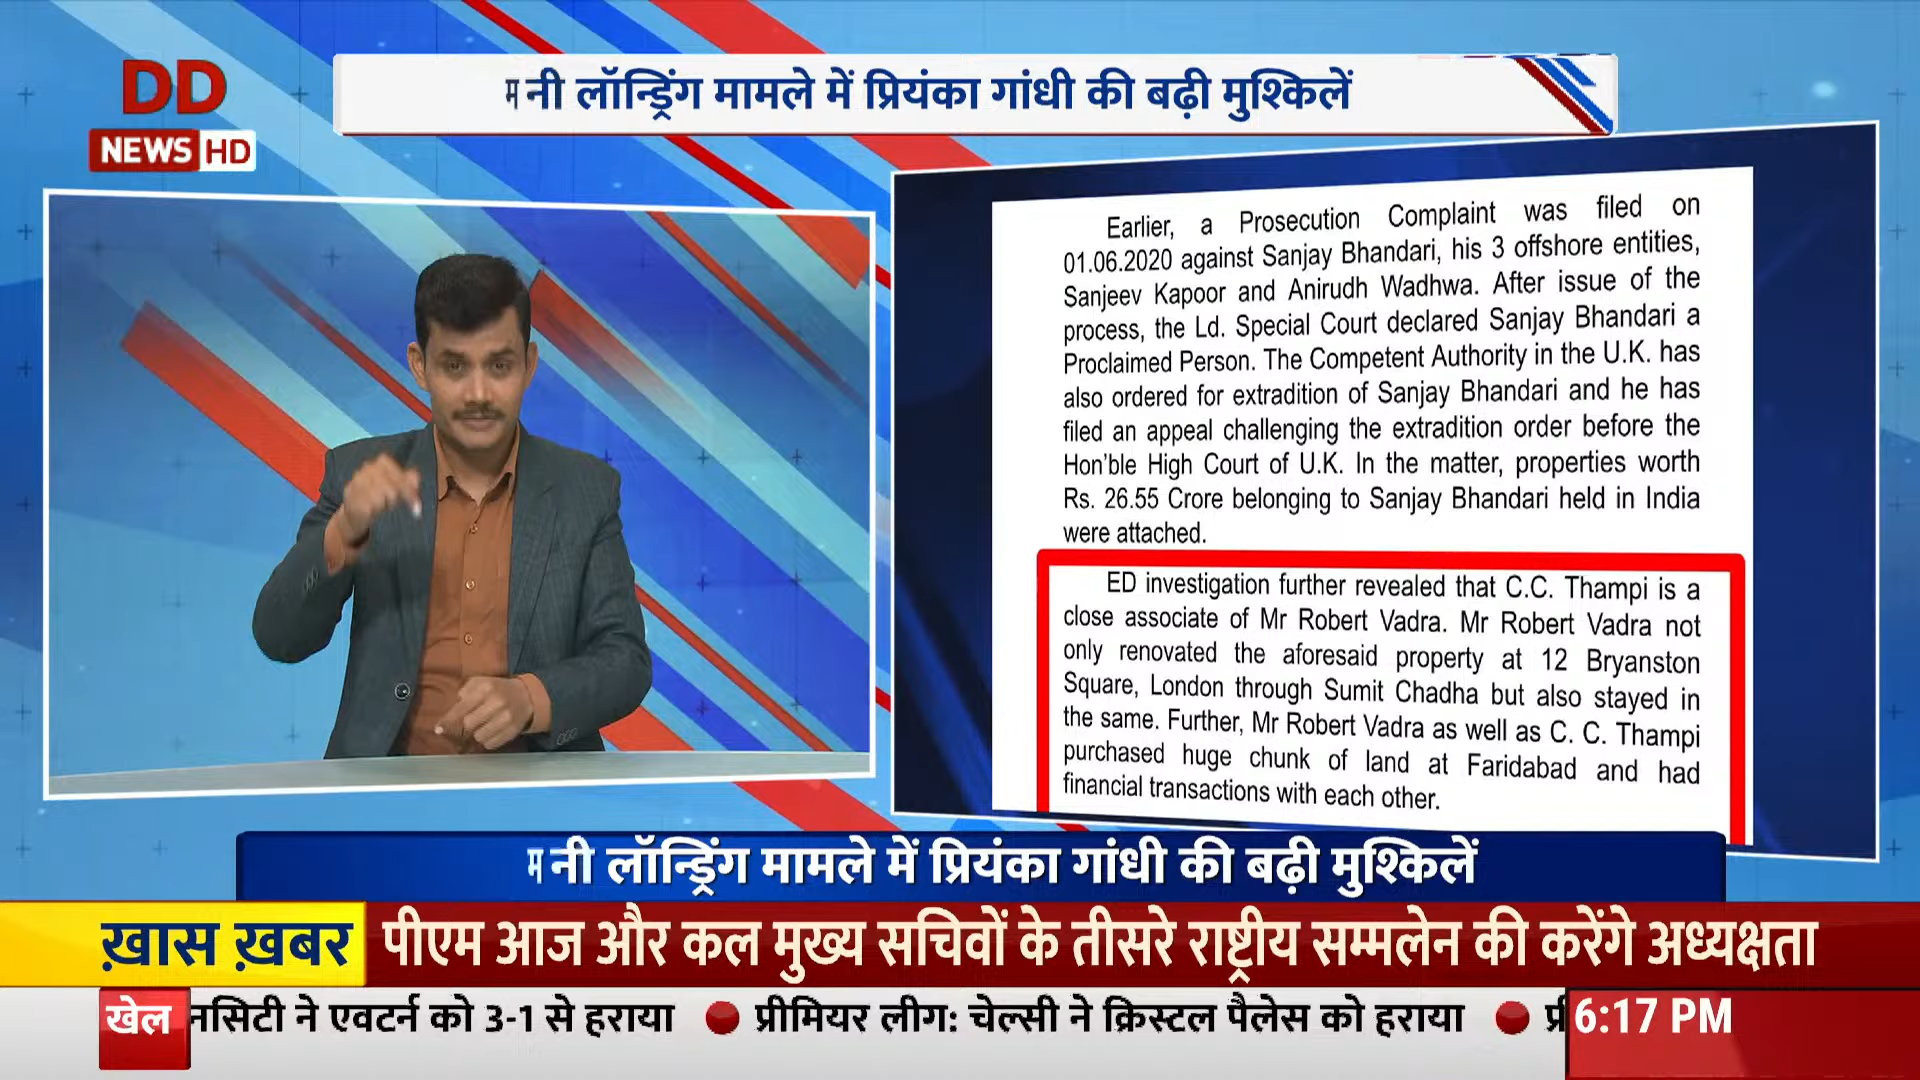 DD
NEWS HD
मनी लॉन्ड्रिंग मामले में प्रियंका गांधी की बढ़ी मुश्किलें
Earlier, a Prosecution Complaint was filed on
01.06.2020 against Sanjay Bhandari, his 3 offshore entities,
Sanjeev Kapoor and Anirudh Wadhwa. After issue of the
process, the Ld. Special Court declared Sanjay Bhandari a
Proclaimed Person. The Competent Authority in the U.K. has
also ordered for extradition of Sanjay Bhandari and he has
filed an appeal challenging the extradition order before the
Hon'ble High Court of U.K. In the matter, properties worth
Rs. 26.55 Crore belonging to Sanjay Bhandari held in India
were attached.
ED investigation further revealed that C.C. Thampi is a
close associate of Mr Robert Vadra. Mr Robert Vadra not
only renovated the aforesaid property at 12 Bryanston
Square, London through Sumit Chadha but also stayed in
the same. Further, Mr Robert Vadra as well as C. C. Thampi
purchased huge chunk of land at Faridabad and had
financial transactions with each other.
मनी लॉन्ड्रिंग मामले में प्रियंका गांधी की बढ़ी मुश्किलें
ख़ास ख़बर पीएम आज और कल मुख्य सचिवों के तीसरे राष्ट्रीय सम्मलेन की करेंगे अध्यक्षता
खेल नसिटी ने एवटर्न को 3-1 से हराया प्रीमियर लीग: चेल्सी ने क्रिस्टल पैलेस को हराया प्री 6:17 PM